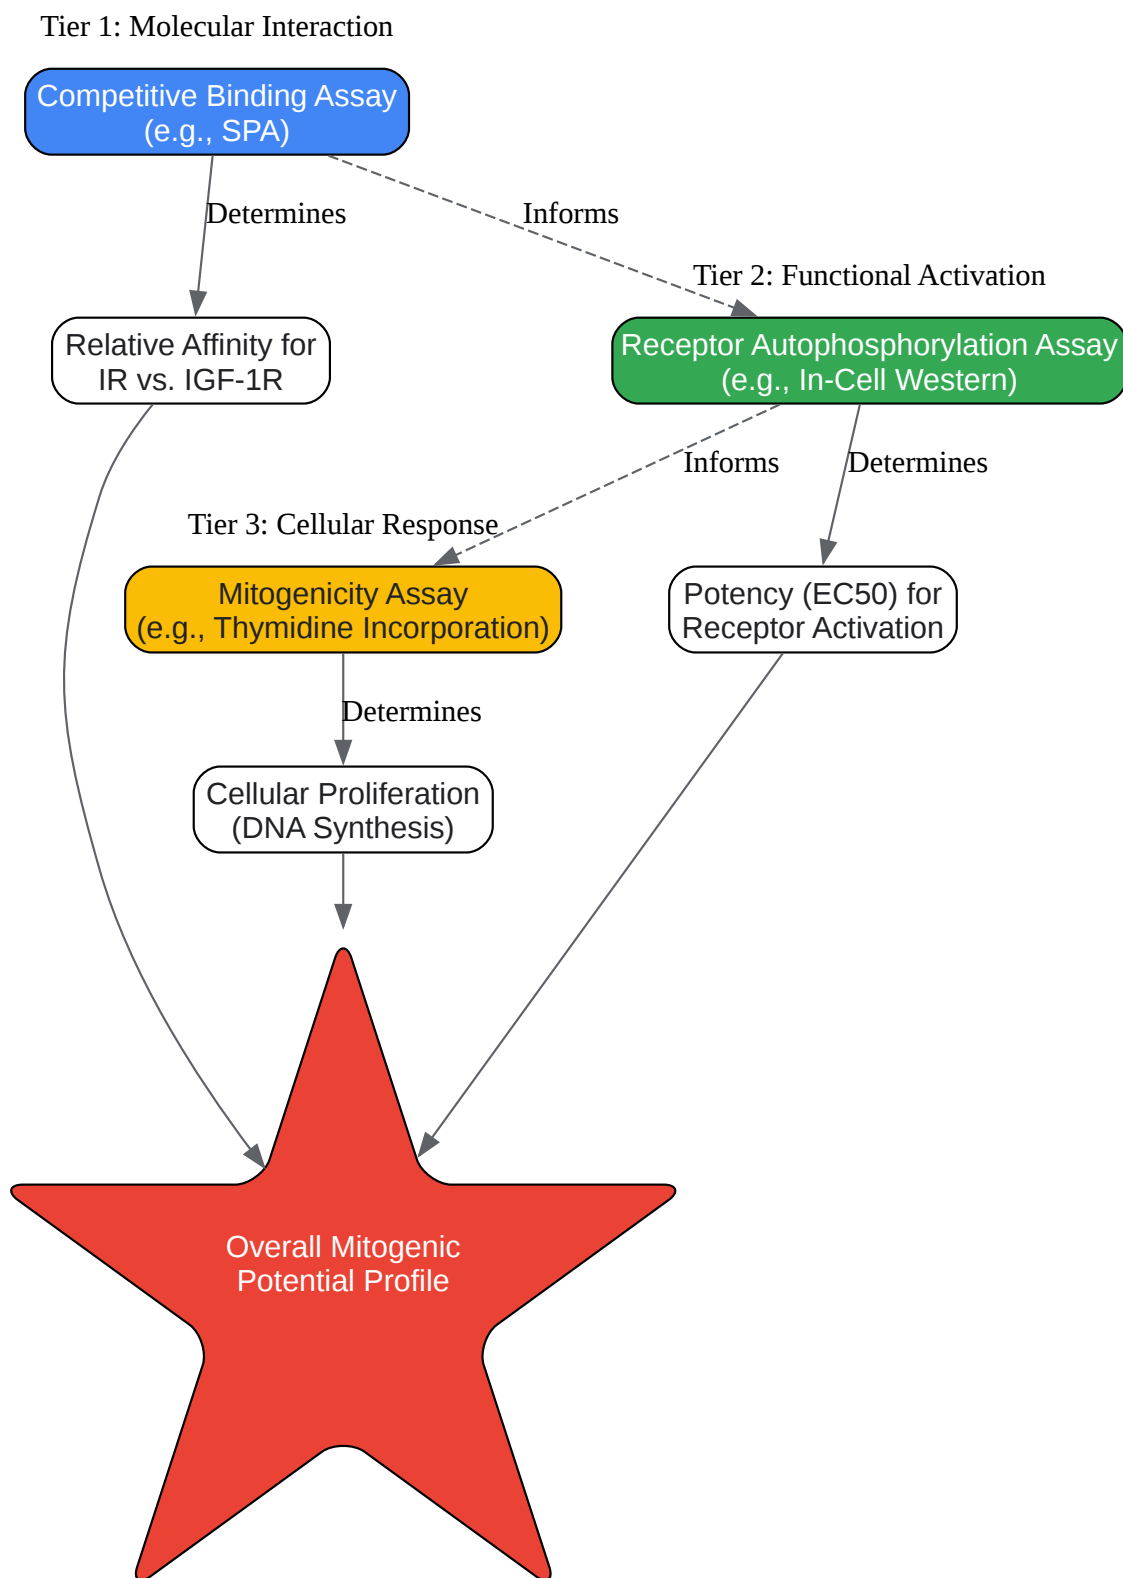 Tier 1: Molecular Interaction
Competitive Binding Assay
(e.g., SPA)
Determines
Informs
Tier 2: Functional Activation
Relative Affinity for
IR vs. IGF-1R
Receptor Autophosphorylation Assay
(e.g., In-Cell Western)
Informs
Determines
Tier 3: Cellular Response
Mitogenicity Assay
(e.g., Thymidine Incorporation)
Potency (EC50) for
Receptor Activation
Determines
Cellular Proliferation
(DNA Synthesis)
Overall Mitogenic
Potential Profile